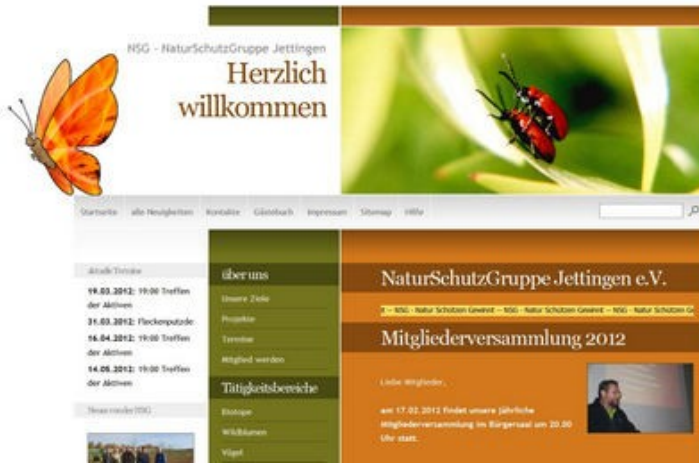 NSG - NaturSchutzGruppe Jettingen
Herzlich
willkommen
Startseite alle Neuigkeiten Kontakte Gästebuch Impressum Sitemap Hilfe
Aktuelle Termine
19.03.2012: 19:00 Treffen
der Aktiven
31.03.2012: Fleckenputzde
16.04.2012: 19:00 Treffen
der Aktiven
14.05.2012: 19:00 Treffen
der Aktiven
Neues von der NSG
über uns
Unsere Ziele
Projekte
Termine
Mitglied werden
Tätigkeitsbereiche
Biotope
Wildblumen
Vögel
NaturSchutzGruppe Jettingen e.V.
-- NSG - Natur Schützen Gewinnt -- NSG - Natur Schützen Gewinnt -- NSG - Natur Schützen G
Mitgliederversammlung 2012
Liebe Mitglieder,
am 17.02.2012 findet unsere jährliche
Mitgliederversammlung im Bürgersaal um 20.00
Uhr statt.